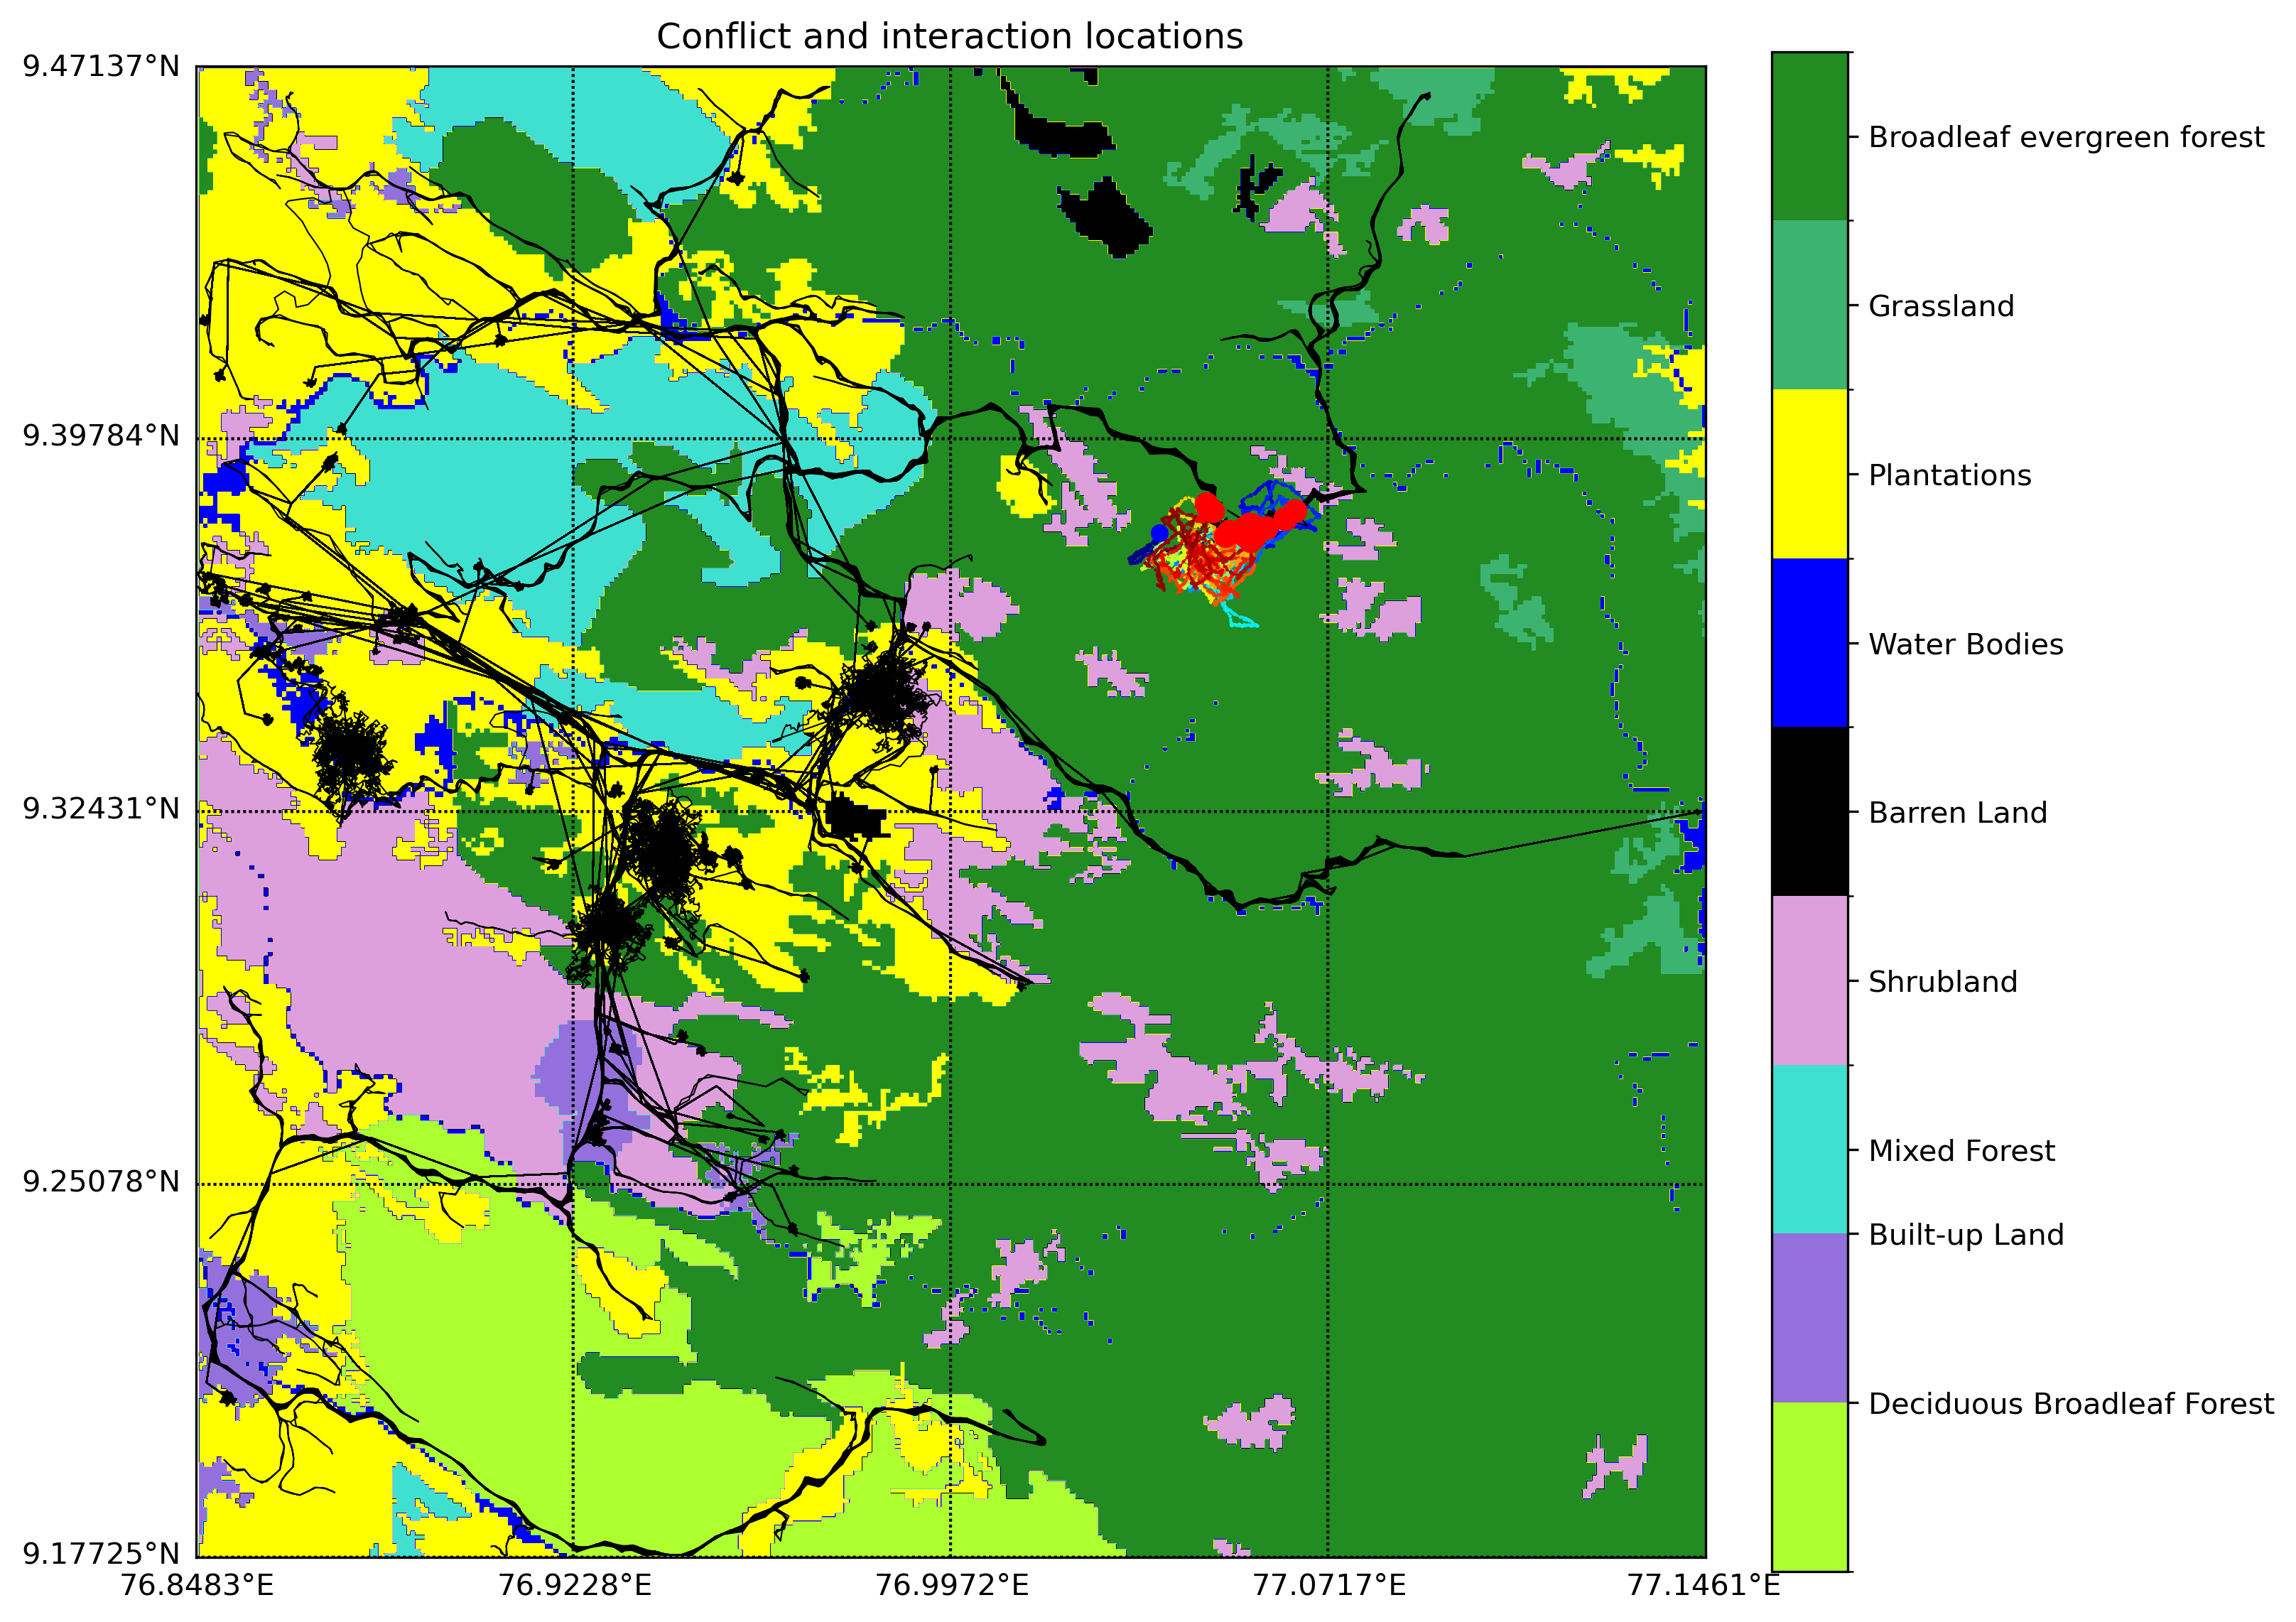 Conflict and interaction locations
9.47137°N
9.39784°N
9.32431°N
9.25078°N
9.17725°N
76.8483°E
76.9228°E
76.9972°E
77.0717°E
77.1461°E
Broadleaf evergreen forest
Grassland
Plantations
Water Bodies
Barren Land
Shrubland
Mixed Forest
Built-up Land
Deciduous Broadleaf Forest